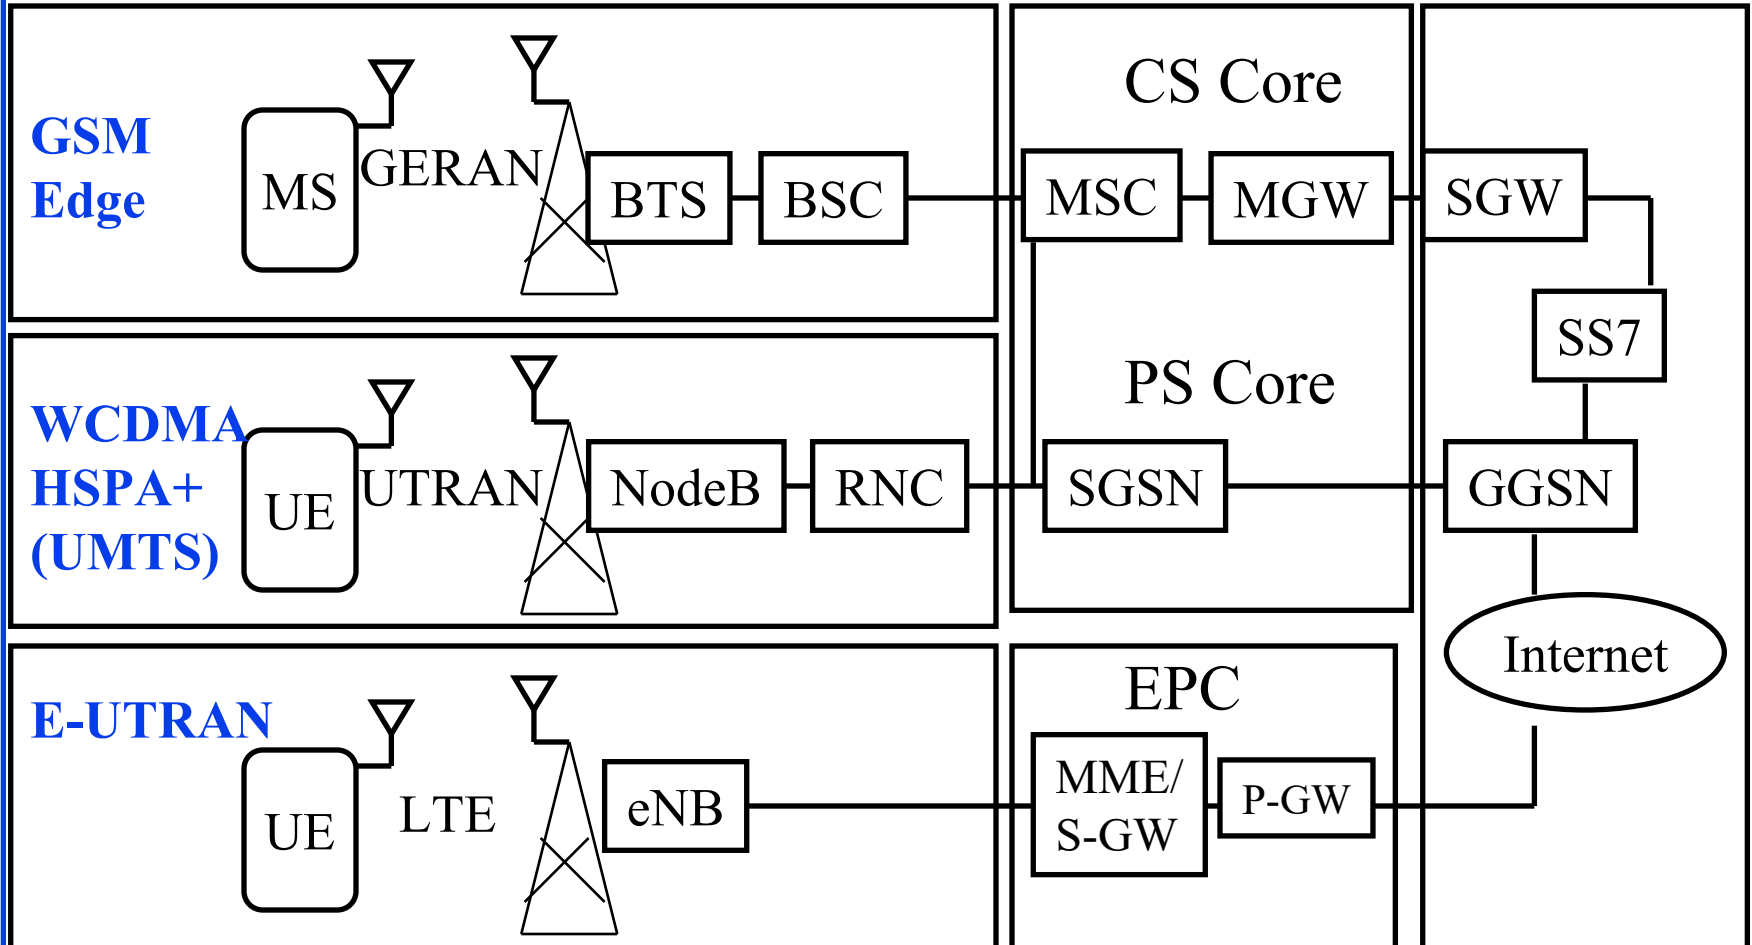 GSM
Edge
MS
GERAN
BTS
BSC
CS Core
MSC
MGW
SGW
SS7
WCDMA
HSPA+
(UMTS)
UE
UTRAN
NodeB
RNC
PS Core
SGSN
GGSN
Internet
E-UTRAN
UE
LTE
eNB
EPC
MME/
S-GW
P-GW